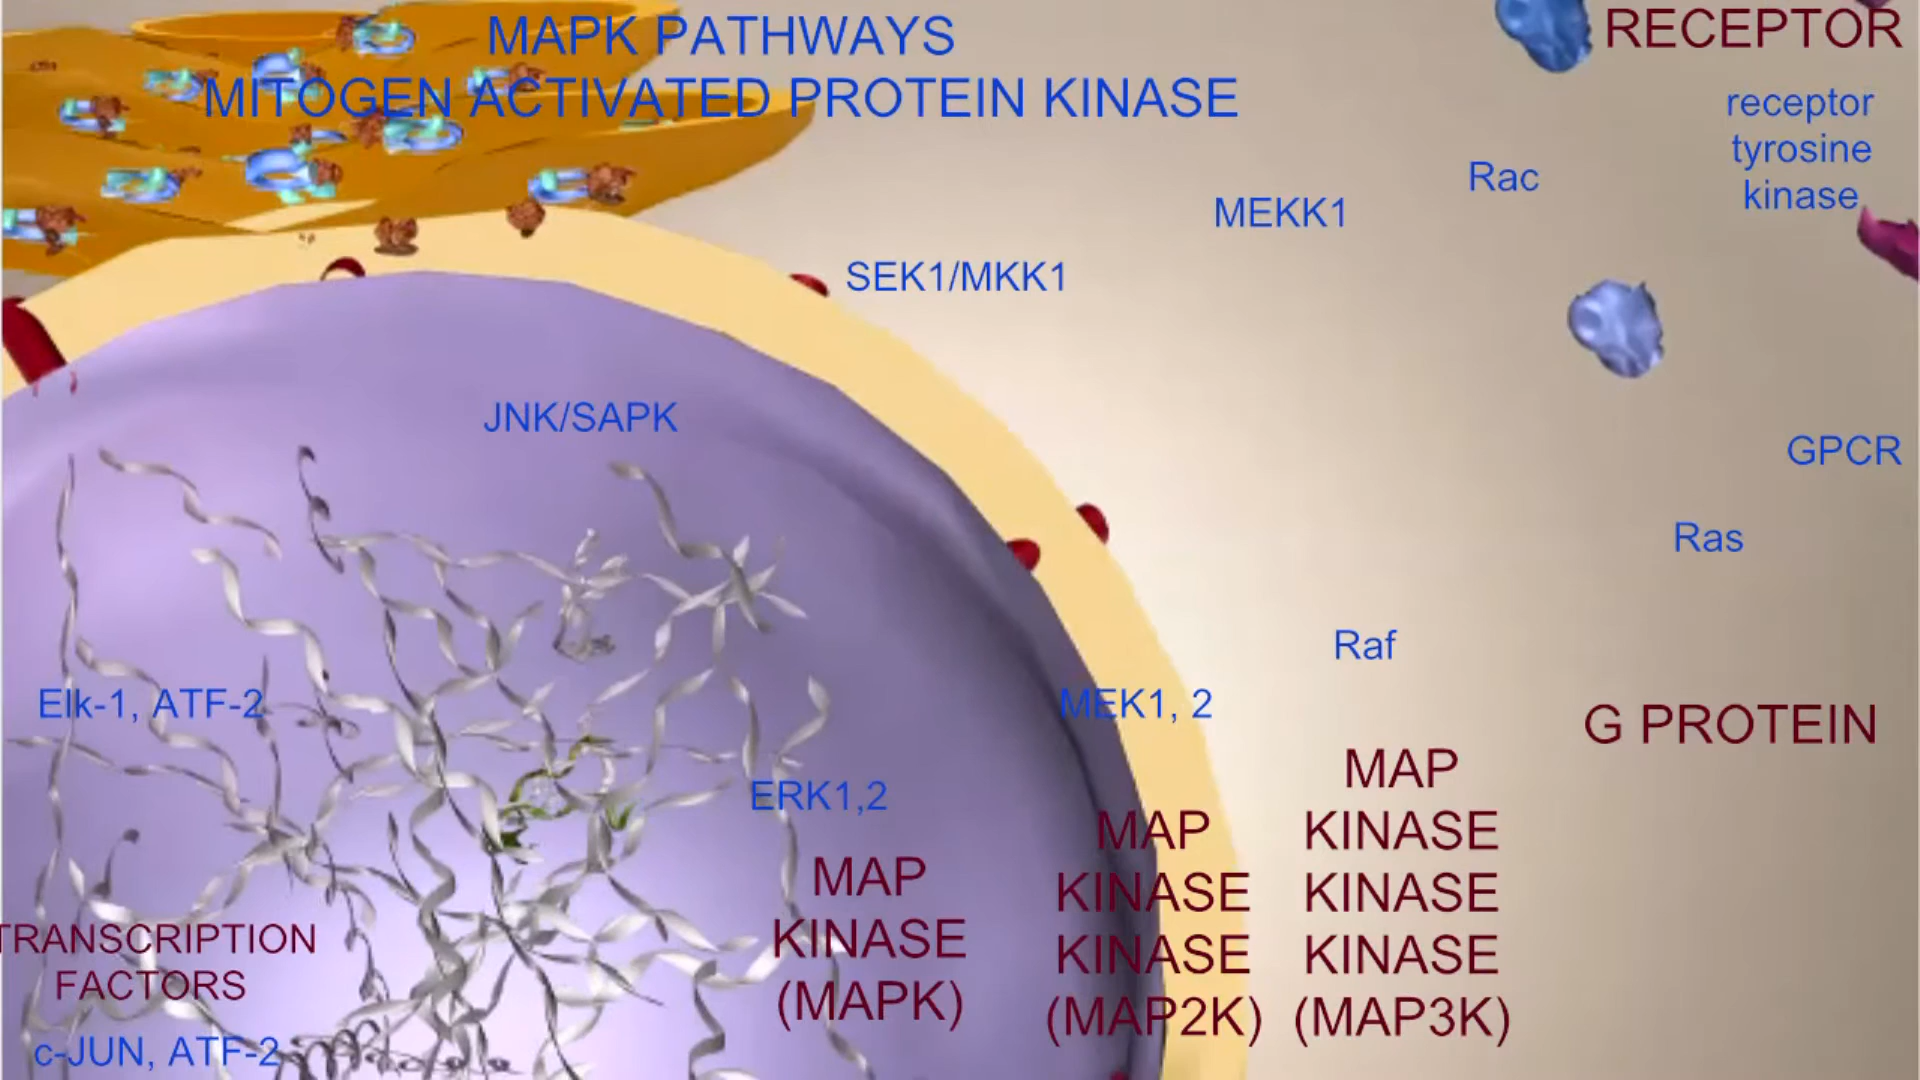 MAPK PATHWAYS
MITOGEN ACTIVATED PROTEIN KINASE
RECEPTOR
receptor
tyrosine
kinase
Rac
MEKK1
SEK1/MKK1
JNK/SAPK
GPCR
Ras
Raf
MEK1, 2
ERK1,2
Elk-1, ATF-2
G PROTEIN
MAP
KINASE
KINASE
KINASE
(MAP3K)
MAP
KINASE
KINASE
(MAP2K)
MAP
KINASE
(MAPK)
TRANSCRIPTION
FACTORS
c-JUN, ATF-2